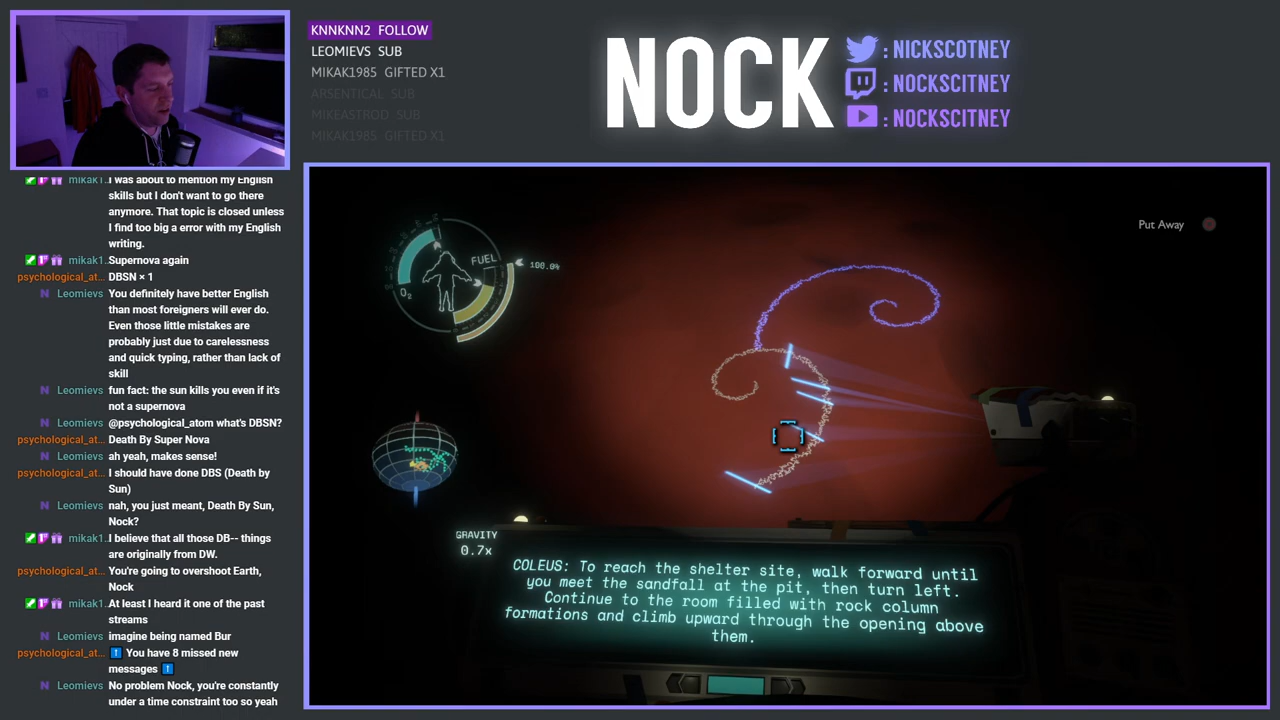 KNNKNN2 FOLLOW
LEOMIEVS SUB
MIKAK1985 GIFTED X1
ARSENTICAL SUB
MIKEASTROD SUB
MIKAK1985 GIFTED X1
NOCK
: NICKSCOTNEY
: NOCKSCITNEY
: NOCKSCITNEY
mikak1.. I was about to mention my English
skills but I don't want to go there
anymore. That topic is closed unless
I find too big a error with my English
writing.
mikak1.. Supernova again
psychological_at... DBSN × 1
Leomievs You definitely have better English
than most foreigners will ever do.
Even those little mistakes are
probably just due to carelessness
and quick typing, rather than lack of
skill
Leomievs fun fact: the sun kills you even if it's
not a supernova
Leomievs @psychological_atom what's DBSN?
psychological_at... Death By Super Nova
Leomievs ah yeah, makes sense!
psychological_at... I should have done DBS (Death by
Sun)
Leomievs nah, you just meant, Death By Sun,
Nock?
mikak1.. I believe that all those DB-- things
are originally from DW.
psychological_at... You're going to overshoot Earth,
Nock
mikak1.. At least I heard it one of the past
streams
Leomievs imagine being named Bur
psychological_at... You have 8 missed new
messages
Leomievs No problem Nock, you're constantly
under a time constraint too so yeah
Put Away
FUEL
100.0%
O2
GRAVITY
0.7x
COLEUS: To reach the shelter site, walk forward until
you meet the sandfall at the pit, then turn left.
Continue to the room filled with rock column
formations and climb upward through the opening above
them.